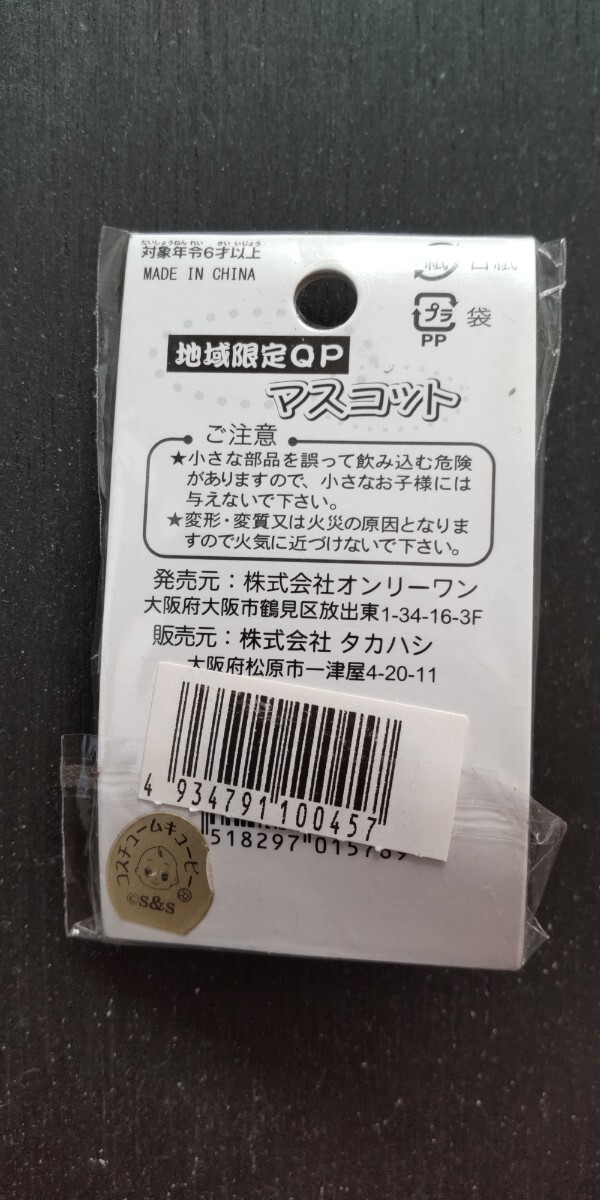 たいしょうねんれい さい いじょう
対象年令6才以上
MADE IN CHINA
プラ
袋
PP
地域限定QP
マスコット
ご注意
★小さな部品を誤って飲み込む危険
がありますので、小さなお子様には
与えないで下さい。
★変形・変質又は火災の原因となりま
すので火気に近づけないで下さい。
発売元:株式会社オンリーワン
大阪府大阪市鶴見区放出東1-34-16-3F
販売元:株式会社 タカハシ
大阪府松原市一津屋4-20-11
4 934791 100457
518297 015789
コスチュームキューピー
©S&S